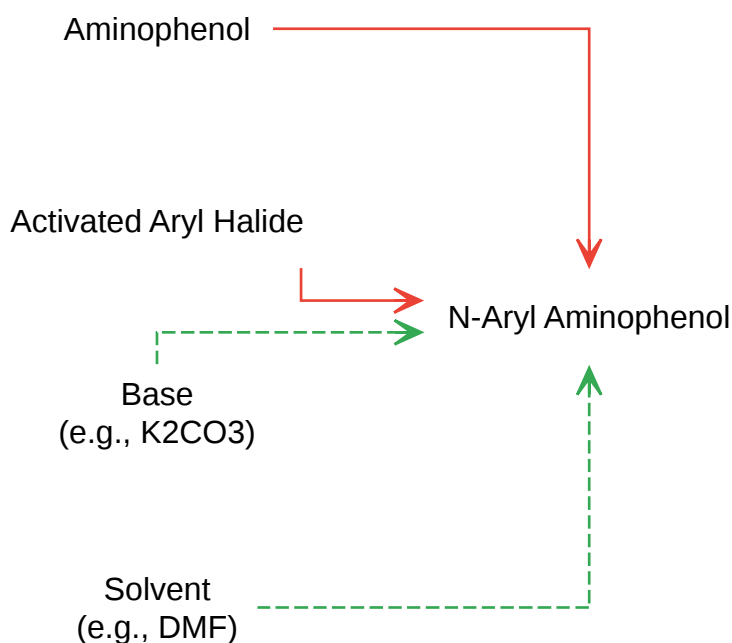 Aminophenol
Activated Aryl Halide
N-Aryl Aminophenol
Base
(e.g., K2CO3)
Solvent
(e.g., DMF)